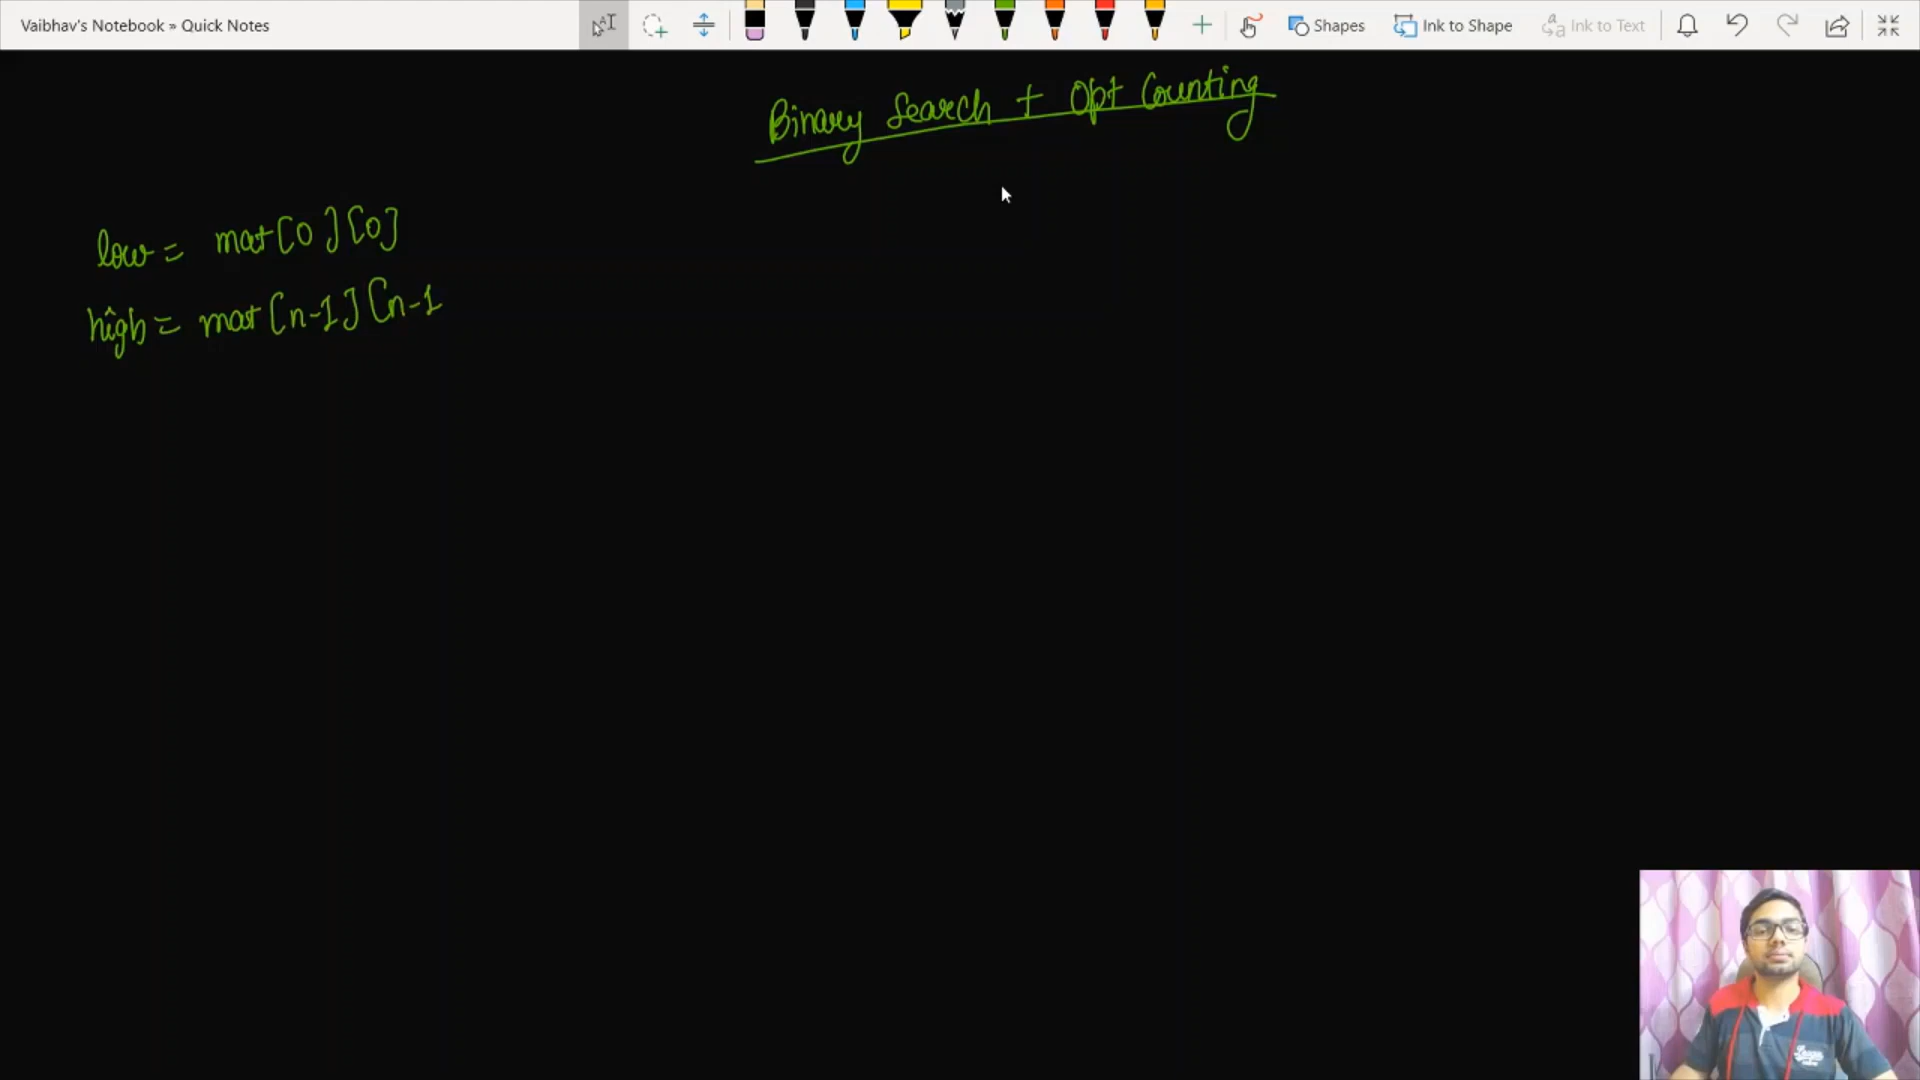 Vaibhav's Notebook » Quick Notes
Shapes
Ink to Shape
Ink to Text
Binary Search + Opt Counting
low = mat[0][0]
high = mat[n-1][n-1